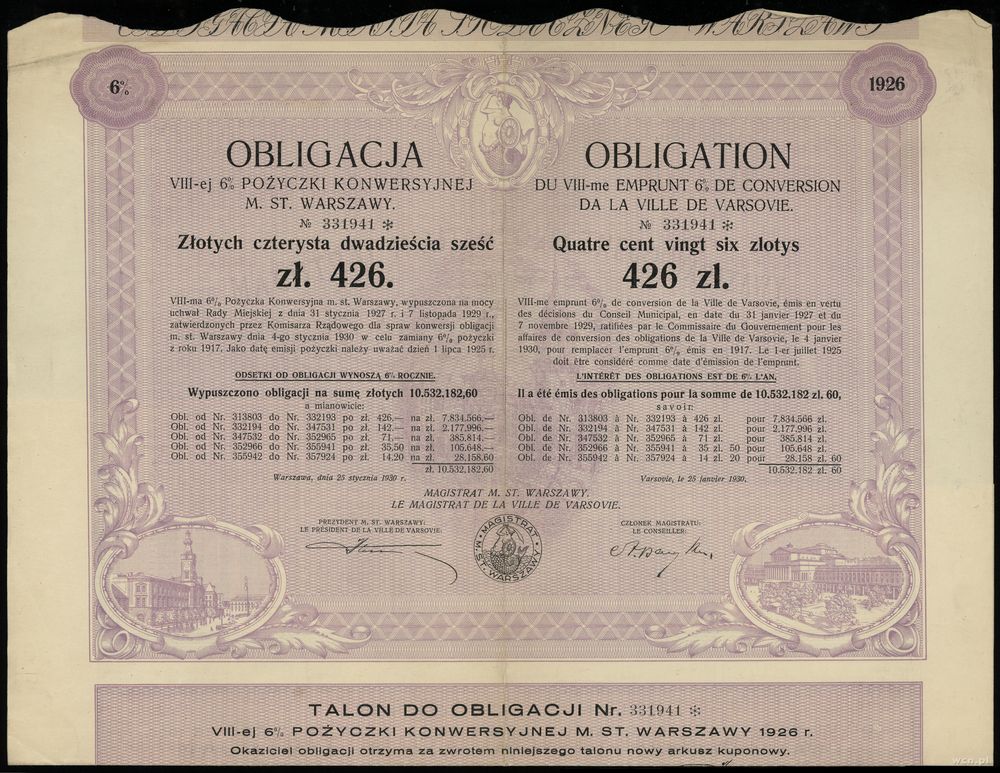 6%
1926
OBLIGACJA
VIII-ej 6% POŻYCZKI KONWERSYJNEJ
M. ST. WARSZAWY.
№ 331941 ✻
Złotych czterysta dwadzieścia sześć
zł. 426.
VIII-ma 6% Pożyczka Konwersyjna m. st. Warszawy, wypuszczona na mocy
uchwał Rady Miejskiej z dnia 31 stycznia 1927 r. i 7 listopada 1929 r.,
zatwierdzonych przez Komisarza Rządowego dla spraw konwersji obligacji
m. st. Warszawy dnia 4-go stycznia 1930 w celu zamiany 6% pożyczki
z roku 1917. Jako datę emisji pożyczki należy uważać dzień 1 lipca 1925 r.
ODSETKI OD OBLIGACJI WYNOSZĄ 6% ROCZNIE.
Wypuszczono obligacji na sumę złotych 10.532.182,60
a mianowicie:
Obl. od Nr. 313803 do Nr. 332193 po zł. 426.— na zł. 7.834.566.—
Obl. od Nr. 332194 do Nr. 347531 po zł. 142.— na zł. 2.177.996.—
Obl. od Nr. 347532 do Nr. 352965 po zł. 71.— na zł. 385.814.—
Obl. od Nr. 352966 do Nr. 355941 po zł. 35,50 na zł. 105.648.—
Obl. od Nr. 355942 do Nr. 357924 po zł. 14,20 na zł. 28.158.60
zł. 10.532.182,60
Warszawa, dnia 25 stycznia 1930 r.
OBLIGATION
DU VIII-me EMPRUNT 6% DE CONVERSION
DA LA VILLE DE VARSOVIE.
№ 331941 ✻
Quatre cent vingt six zlotys
426 zl.
VIII-me emprunt 6% de conversion de la Ville de Varsovie, émis en vertu
des décisions du Conseil Municipal, en date du 31 janvier 1927 et du
7 novembre 1929, ratifiées par le Commissaire du Gouvernement pour les
affaires de conversion des obligations de la Ville de Varsovie, le 4 janvier
1930, pour remplacer l'emprunt 6% émis en 1917. Le 1-er juillet 1925
doit être considéré comme date d'émission de l'emprunt.
L'INTÉRÊT DES OBLIGATIONS EST DE 6% L'AN.
Il a été émis des obligations pour la somme de 10.532.182 zl. 60,
savoir:
Obl. de Nr. 313803 à Nr. 332193 à 426 zl. pour 7.834.566 zl.
Obl. de Nr. 332194 à Nr. 347531 à 142 zl. pour 2.177.996 zl.
Obl. de Nr. 347532 à Nr. 352965 à 71 zl. pour 385.814 zl.
Obl. de Nr. 352966 à Nr. 355941 à 35 zl. 50 pour 105.648 zl.
Obl. de Nr. 355942 à Nr. 357924 à 14 zl. 20 pour 28.158 zl. 60
10.532.182 zl. 60
Varsovie, le 25 janvier 1930.
MAGISTRAT M. ST. WARSZAWY.
LE MAGISTRAT DE LA VILLE DE VARSOVIE.
PREZYDENT M. ST. WARSZAWY:
LE PRÉSIDENT DE LA VILLE DE VARSOVIE:
MAGISTRAT
M. ST. WARSZAWY
CZŁONEK MAGISTRATU:
LE CONSEILLER:
TALON DO OBLIGACJI Nr. 331941 ✻
VIII-ej 6% POŻYCZKI KONWERSYJNEJ M. ST. WARSZAWY 1926 r.
Okaziciel obligacji otrzyma za zwrotem niniejszego talonu nowy arkusz kuponowy.
wcn.pl